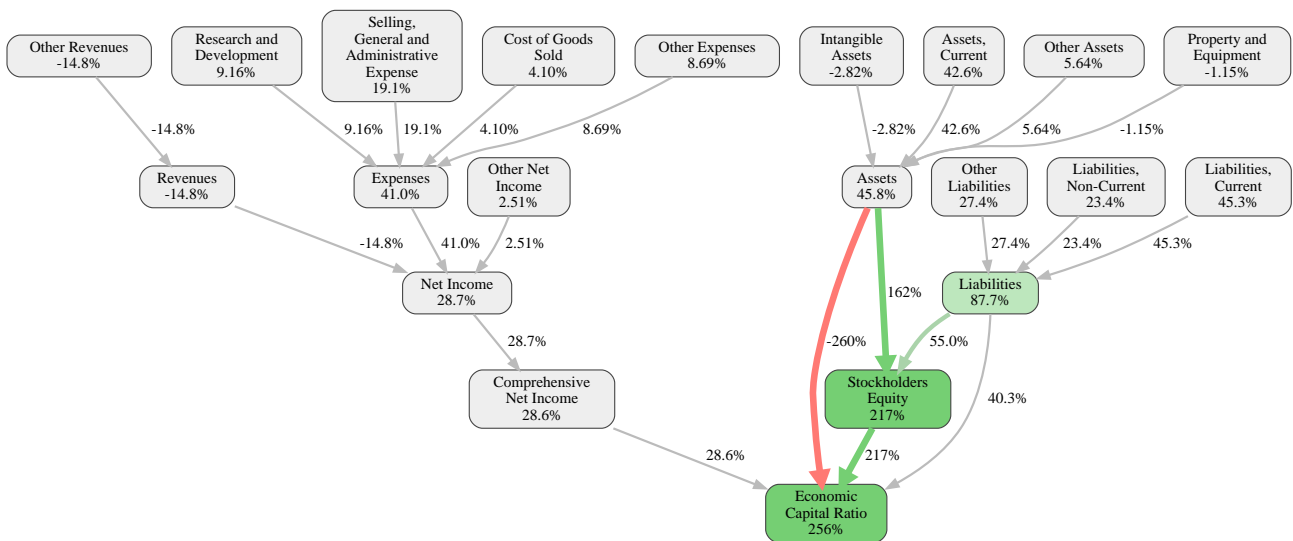 Other Revenues
-14.8%
Research and
Development
9.16%
Selling,
General and
Administrative
Expense
19.1%
Cost of Goods
Sold
4.10%
Other Expenses
8.69%
Intangible
Assets
-2.82%
Assets,
Current
42.6%
Other Assets
5.64%
Property and
Equipment
-1.15%
-14.8%
9.16%
19.1%
4.10%
8.69%
-2.82%
42.6%
5.64%
-1.15%
Revenues
-14.8%
Expenses
41.0%
Other Net
Income
2.51%
Assets
45.8%
Other
Liabilities
27.4%
Liabilities,
Non-Current
23.4%
Liabilities,
Current
45.3%
-14.8%
41.0%
2.51%
27.4%
23.4%
45.3%
Net Income
28.7%
162%
Liabilities
87.7%
28.7%
-260%
55.0%
Comprehensive
Net Income
28.6%
Stockholders
Equity
217%
40.3%
28.6%
217%
Economic
Capital Ratio
256%